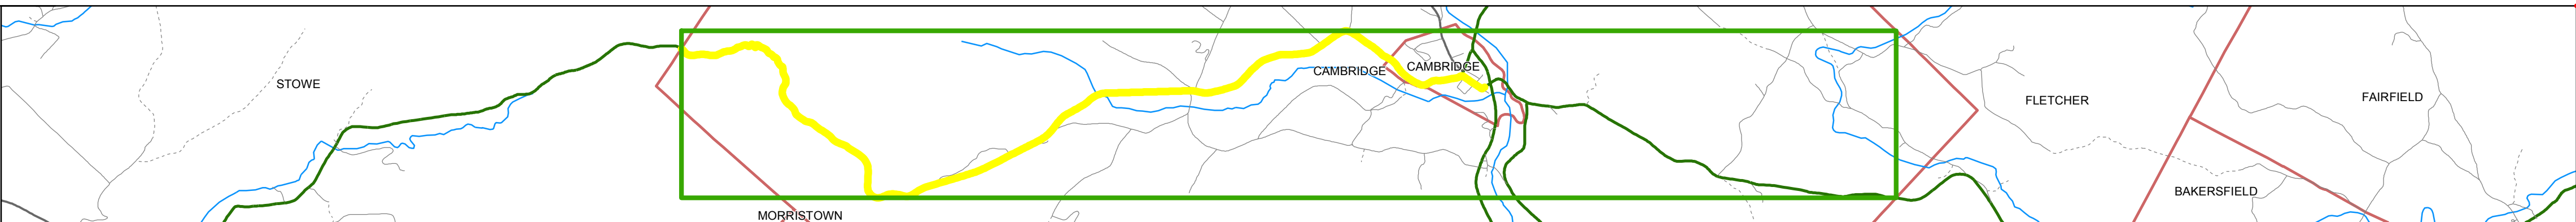 STOWE
CAMBRIDGE
CAMBRIDGE
FLETCHER
FAIRFIELD
BAKERSFIELD
MORRISTOWN